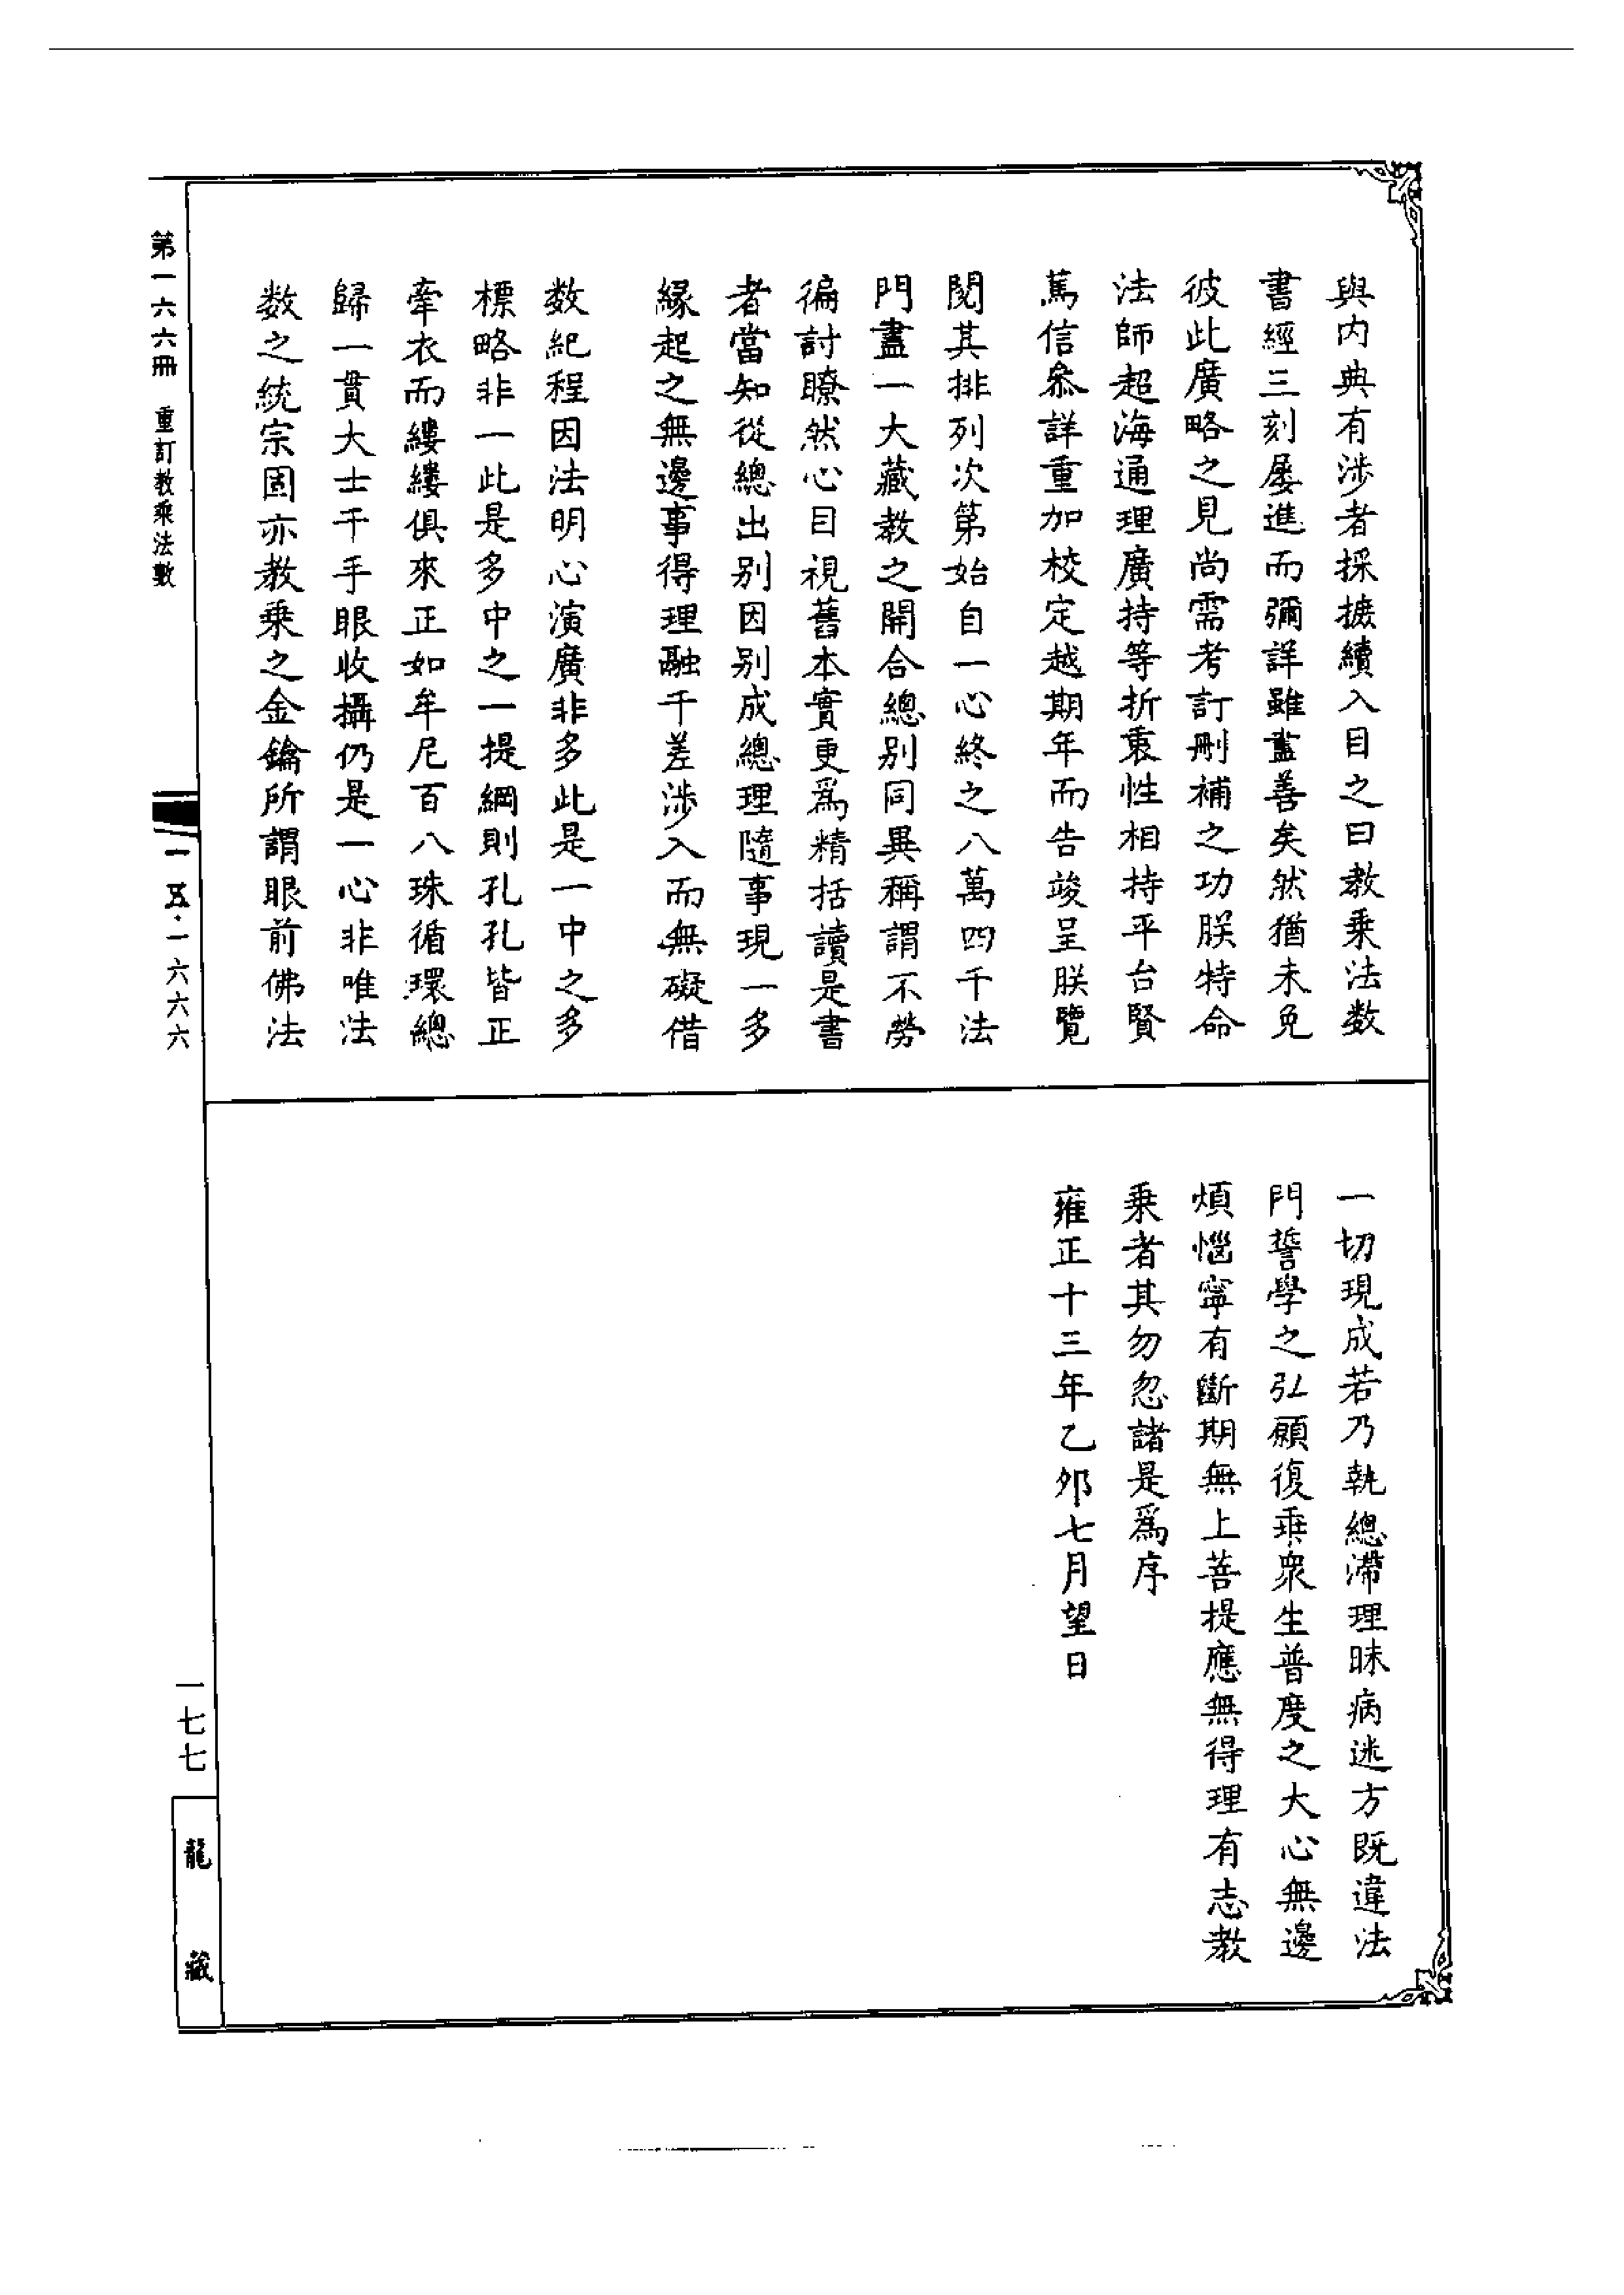 與内典有涉者採摭續入目之曰教乘法数
書經三刻屡進而彌詳雖盡善矣然猶未免
彼此廣略之見尚需考訂刪補之功朕特命
法師超海通理廣持等折衷性相持平台賢
篤信叅詳重加校定越期年而告竣呈朕覽
閱其排列次第始自一心終之八萬四千法
門盡一大藏教之開合總别同異稱謂不勞
徧討瞭然心目視舊本實更爲精括讀是書
者當知從總出别因别成總理隨事現一多
緣起之無邊事得理融千差涉入而無礙借
数紀程因法明心演廣非多此是一中之多
標略非一此是多中之一提綱則孔孔皆正
牽衣而縷縷俱來正如牟尼百八珠循環總
歸一貫大士千手眼收攝仍是一心非唯法
数之統宗固亦教乘之金鑰所謂眼前佛法
一切現成若乃執總滯理昧病迷方既違法
門誓學之弘願復乖衆生普度之大心無邊
煩惱寧有斷期無上菩提應無得理有志教
乘者其勿忽諸是爲序
雍正十三年乙夘七月望日
第一六六冊　重訂教乘法數
一五·一六六六
一七七
龍藏